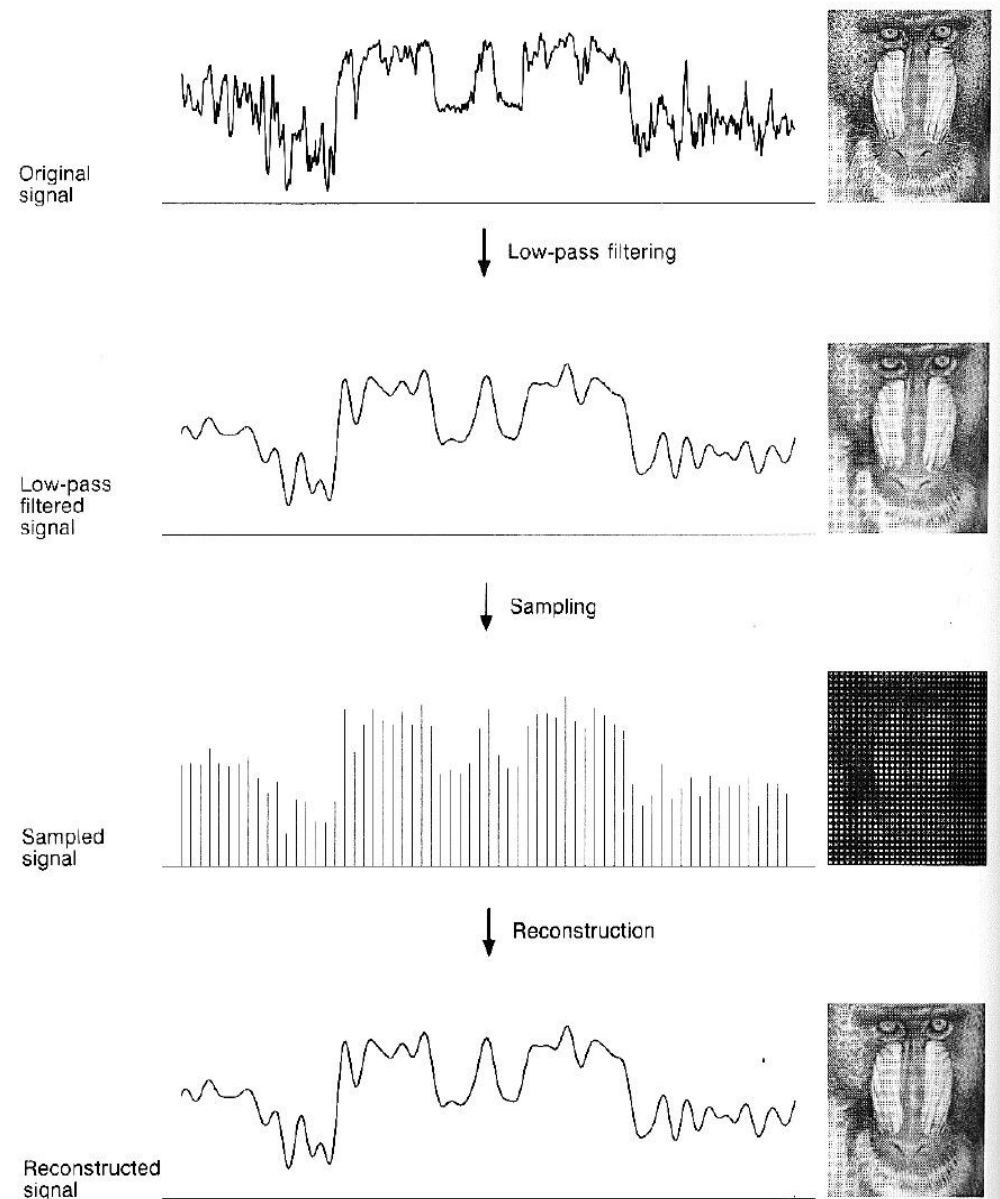 Original
signal
Low-pass filtering
Low-pass
filtered
signal
Sampling
Sampled
signal
Reconstruction
Reconstructed
signal